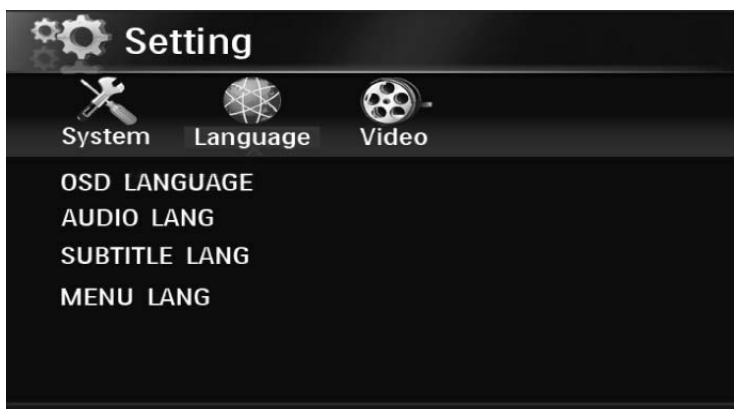 Setting
System Language Video
OSD LANGUAGE
AUDIO LANG
SUBTITLE LANG
MENU LANG